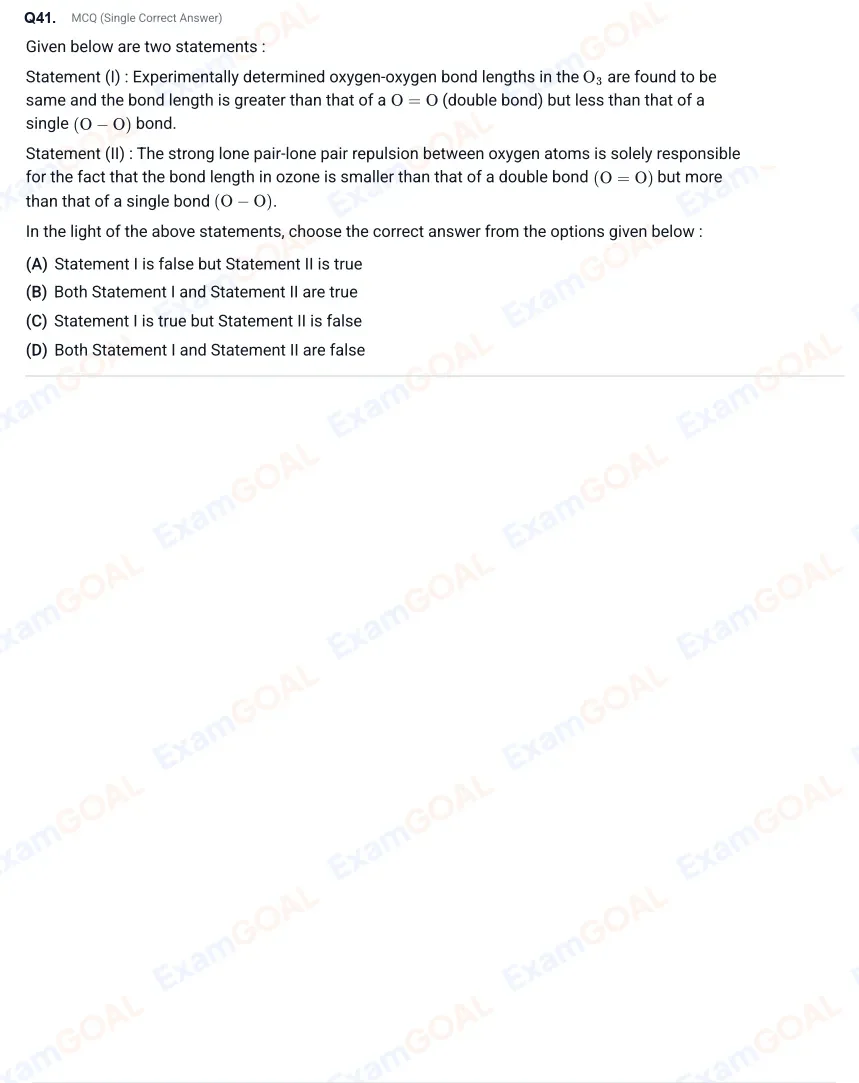 Q41. MCQ (Single Correct Answer)
Given below are two statements :
Statement (I) : Experimentally determined oxygen-oxygen bond lengths in the O₃ are found to be
same and the bond length is greater than that of a O = O (double bond) but less than that of a
single (O − O) bond.
Statement (II) : The strong lone pair-lone pair repulsion between oxygen atoms is solely responsible
for the fact that the bond length in ozone is smaller than that of a double bond (O = O) but more
than that of a single bond (O − O).
In the light of the above statements, choose the correct answer from the options given below :
(A) Statement I is false but Statement II is true
(B) Both Statement I and Statement II are true
(C) Statement I is true but Statement II is false
(D) Both Statement I and Statement II are false
ExamGOAL